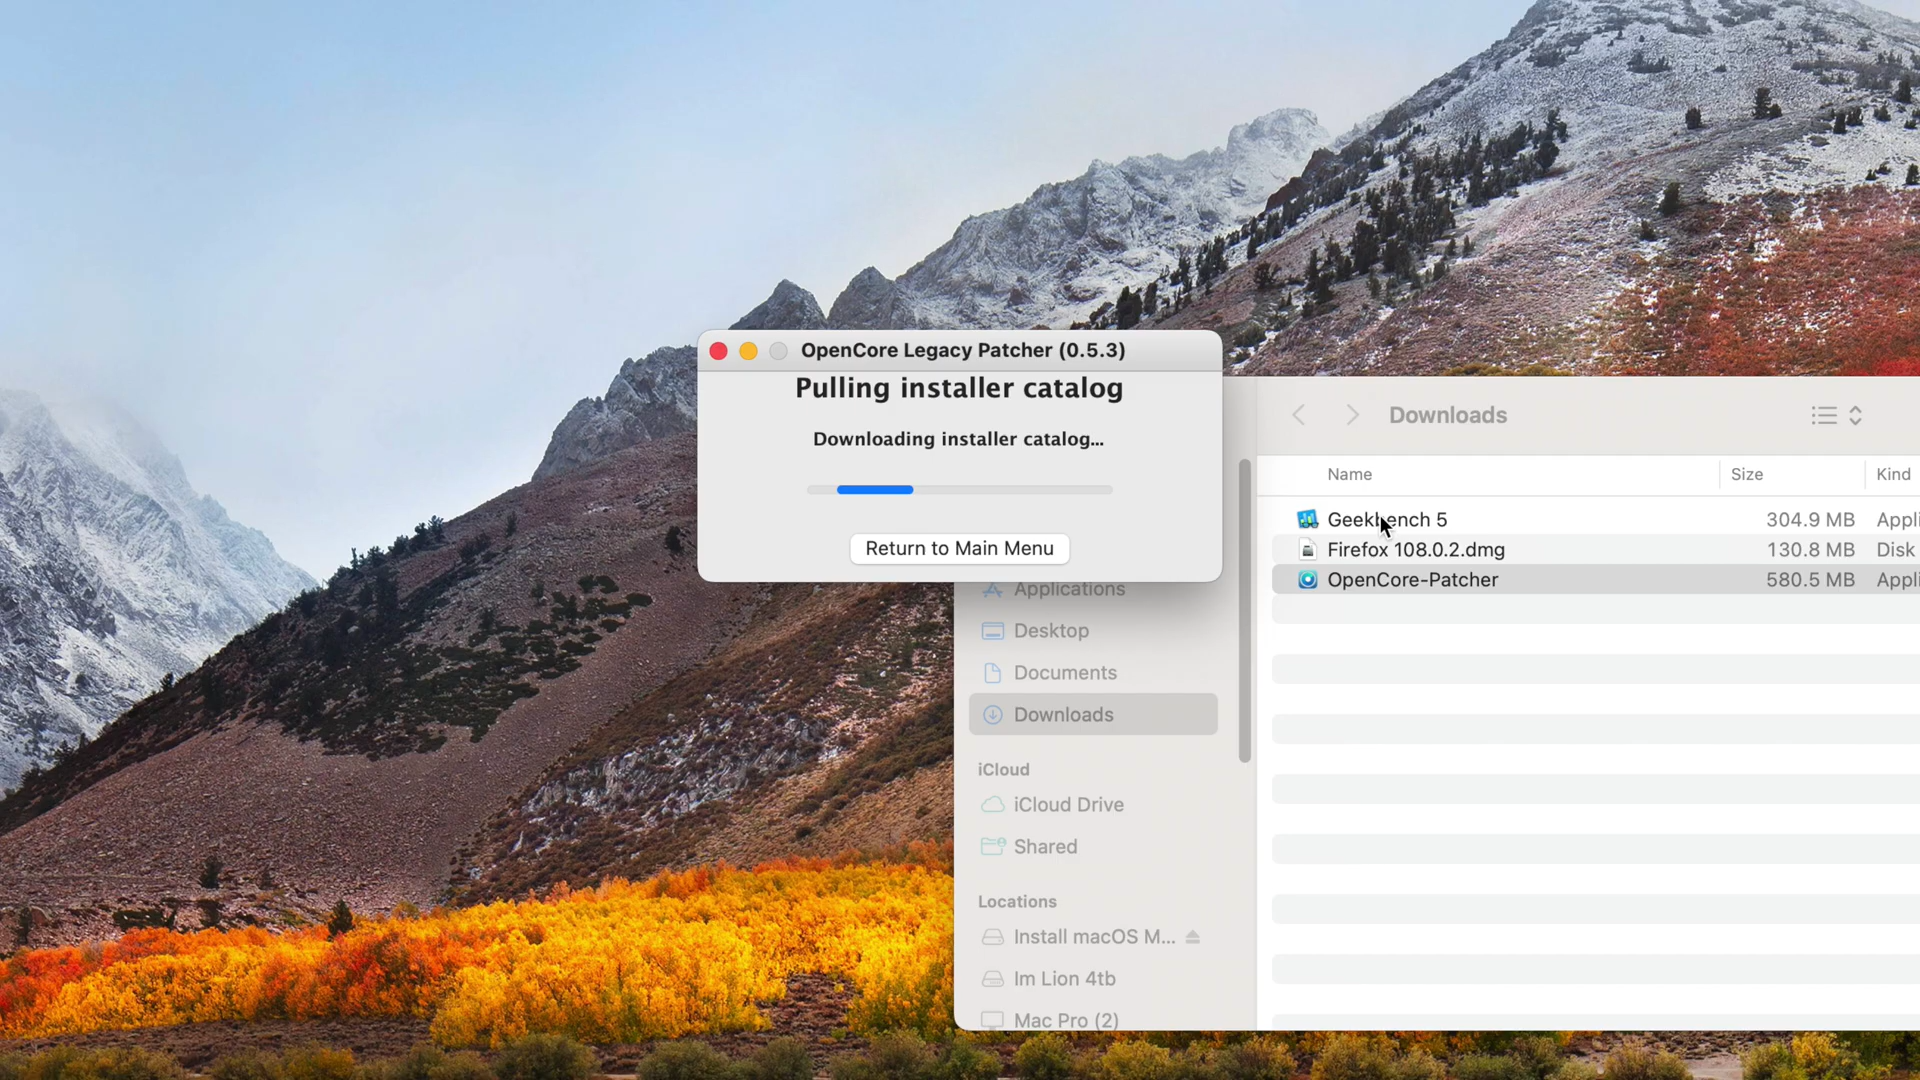 OpenCore Legacy Patcher (0.5.3)
Pulling installer catalog
Downloading installer catalog...
Return to Main Menu
Downloads
Name Size Kind
Geekbench 5 304.9 MB Appli
Firefox 108.0.2.dmg 130.8 MB Disk
OpenCore-Patcher 580.5 MB Appli
Applications
Desktop
Documents
Downloads
iCloud
iCloud Drive
Shared
Locations
Install macOS M...
Im Lion 4tb
Mac Pro (2)